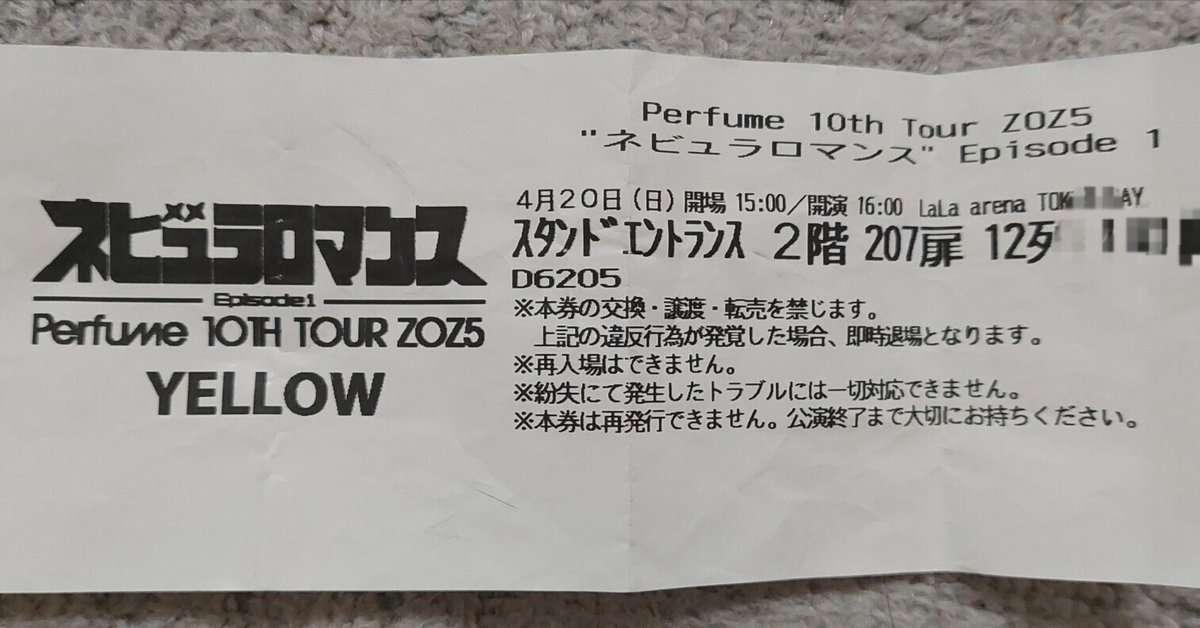 ネビュラロマンス
Episode1
Perfume 10TH TOUR ZOZ5
YELLOW
Perfume 10th Tour ZOZ5
"ネビュラロマンス" Episode 1
4月20日(日) 開場 15:00/開演 16:00 LaLa arena
スタンドエントランス 2階 207扉 12列
D6205
※本券の交換・譲渡・転売を禁じます。
上記の違反行為が発覚した場合、即時退場となります。
※再入場はできません。
※紛失にて発生したトラブルには一切対応できません。
※本券は再発行できません。公演終了まで大切にお持ちください。